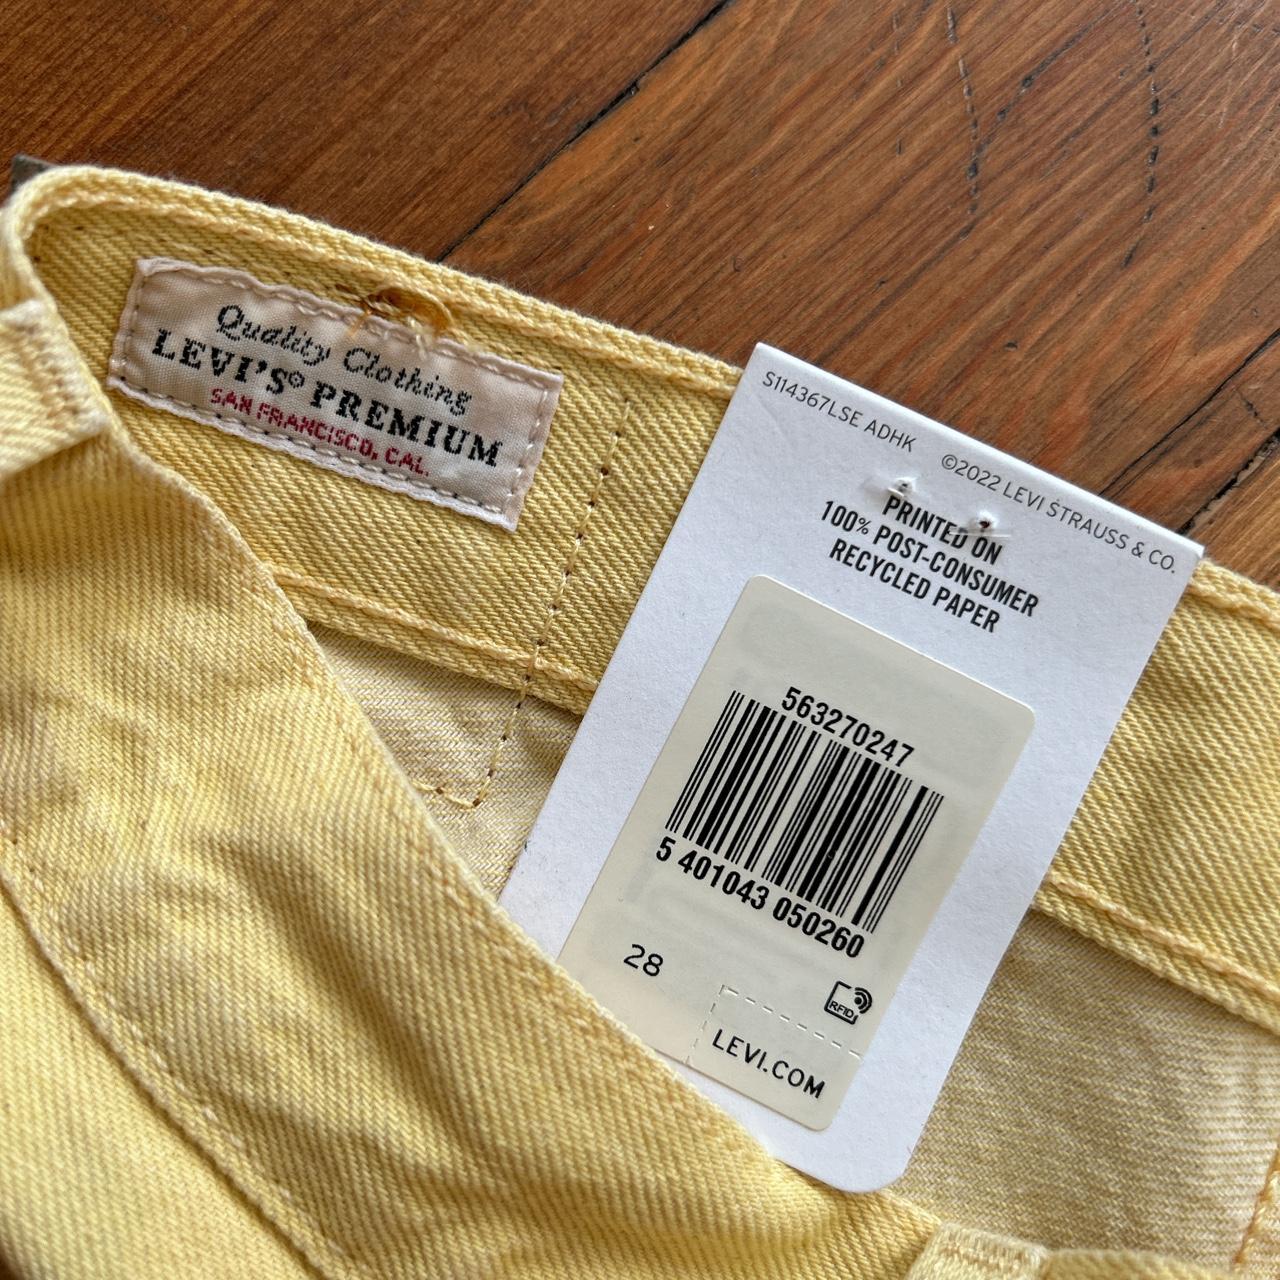 Quality Clothing
LEVI'S® PREMIUM
SAN FRANCISCO, CAL.
S114367LSE ADHK ©2022 LEVI STRAUSS & CO.
PRINTED ON
100% POST-CONSUMER
RECYCLED PAPER
563270247
5 401043 050260
28
RFID
LEVI.COM